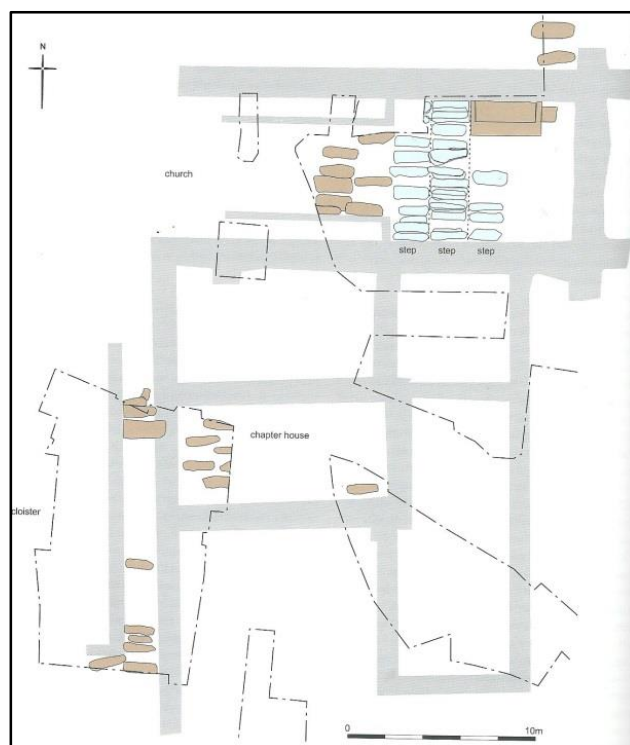 N
church
step step step
chapter house
cloister
0 10m